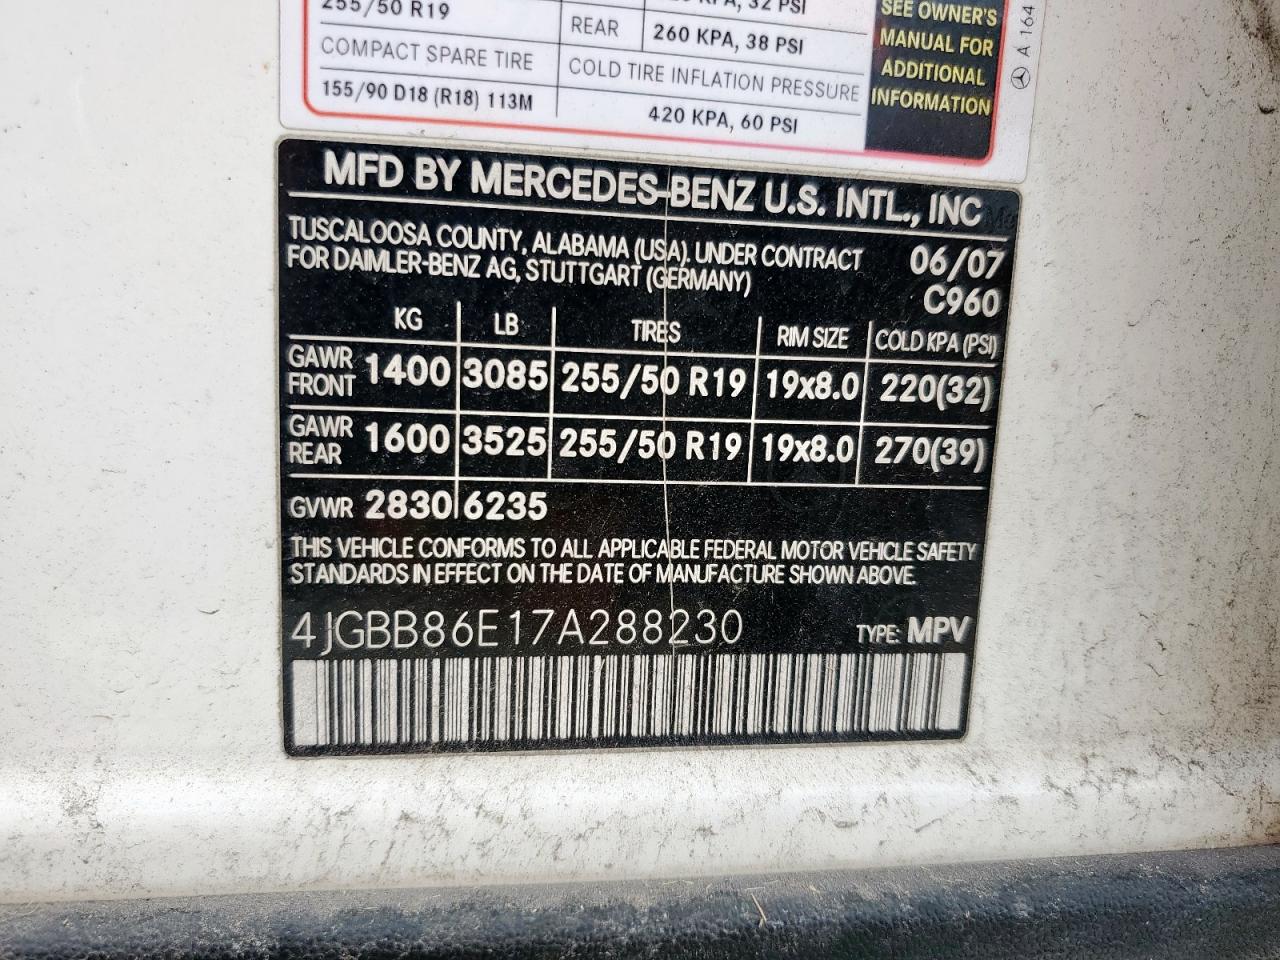 255/50 R19
KPA, 32 PSI
REAR 260 KPA, 38 PSI
COMPACT SPARE TIRE COLD TIRE INFLATION PRESSURE
155/90 D18 (R18) 113M 420 KPA, 60 PSI
SEE OWNER'S
MANUAL FOR
ADDITIONAL
INFORMATION
A 164
MFD BY MERCEDES-BENZ U.S. INTL., INC
TUSCALOOSA COUNTY, ALABAMA (USA). UNDER CONTRACT 06/07
FOR DAIMLER-BENZ AG, STUTTGART (GERMANY) C960
KG LB TIRES RIM SIZE COLD KPA (PSI)
GAWR FRONT 1400 3085 255/50 R19 19x8.0 220(32)
GAWR REAR 1600 3525 255/50 R19 19x8.0 270(39)
GVWR 2830 6235
THIS VEHICLE CONFORMS TO ALL APPLICABLE FEDERAL MOTOR VEHICLE SAFETY
STANDARDS IN EFFECT ON THE DATE OF MANUFACTURE SHOWN ABOVE.
4JGBB86E17A288230 TYPE: MPV